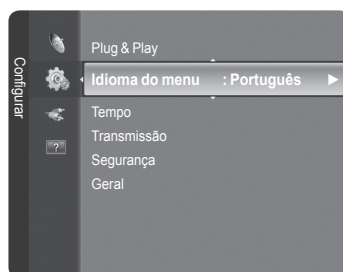 Configurar
Plug & Play
Idioma do menu : Português ►
Tempo
Transmissão
Segurança
Geral